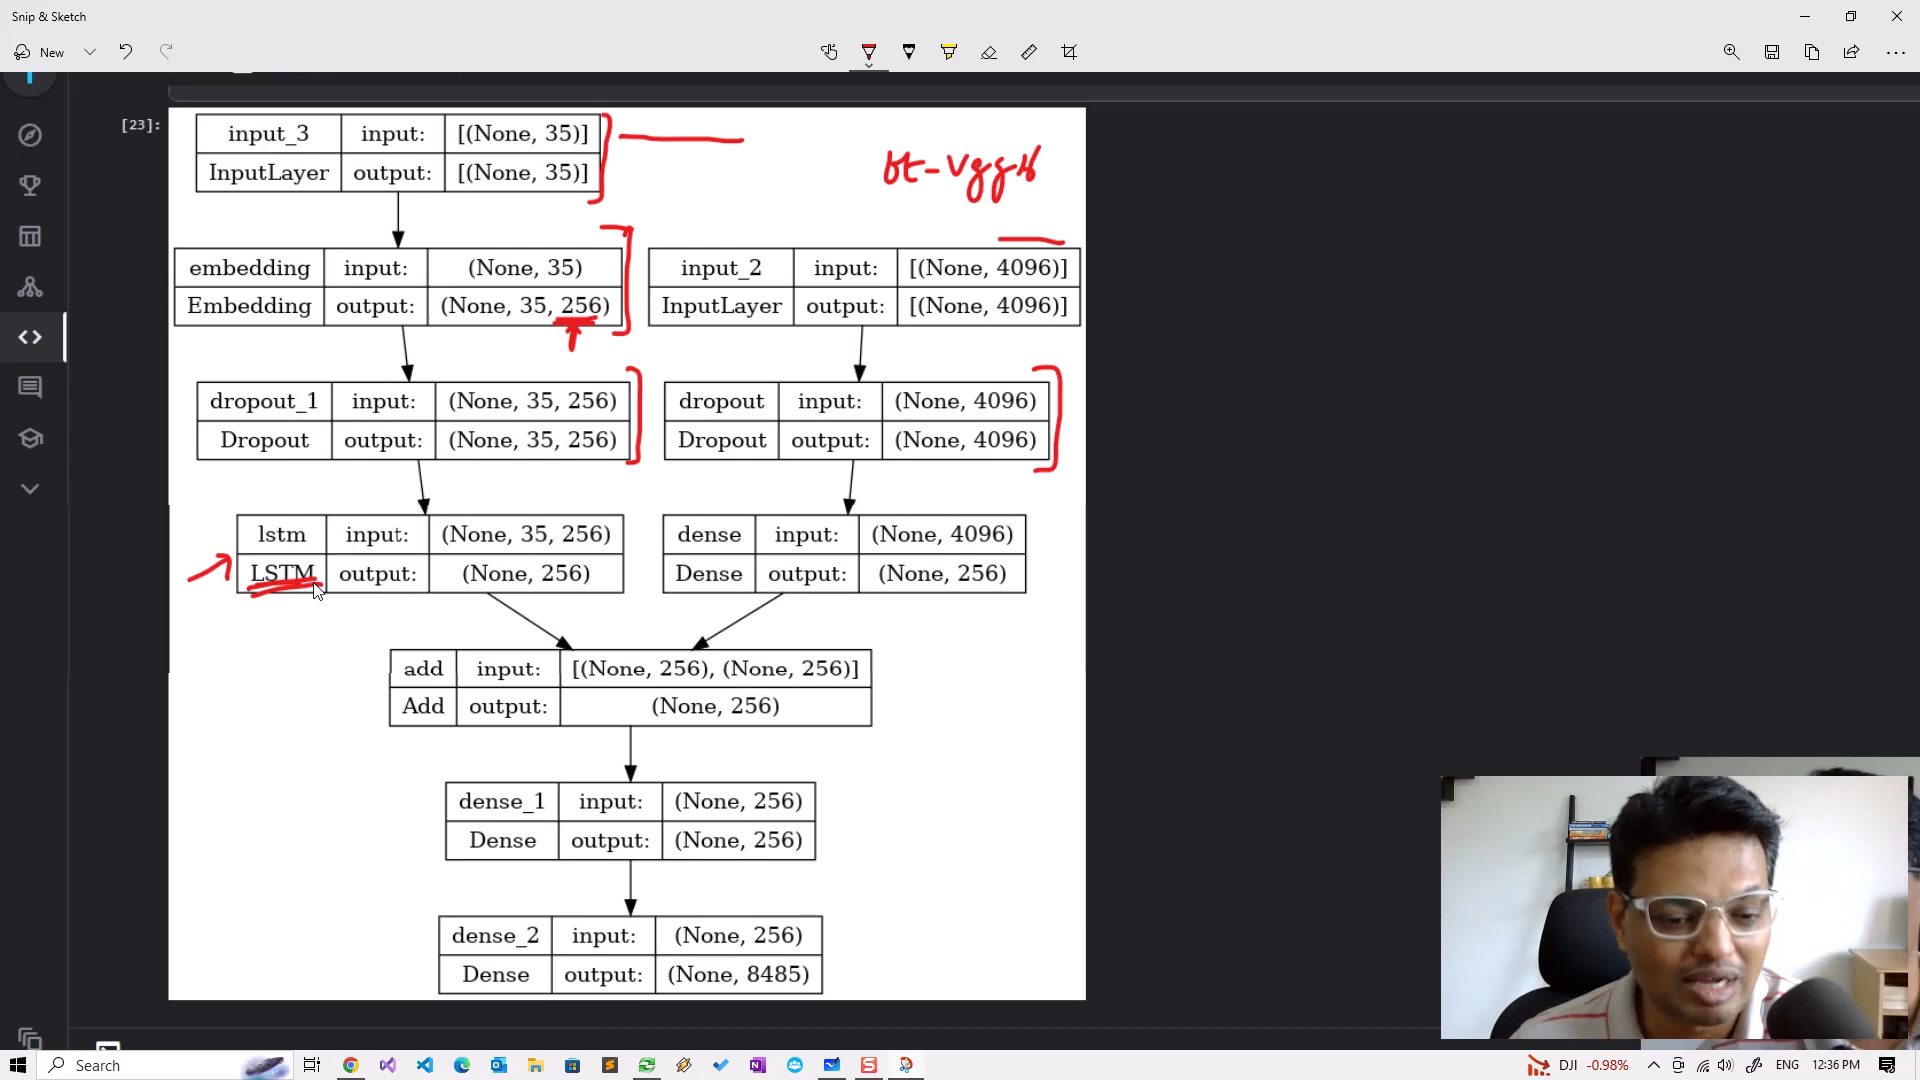 Snip & Sketch
New
[23]:
input_3 input: [(None, 35)]
InputLayer output: [(None, 35)]
ft-vgg16
embedding input: (None, 35)
Embedding output: (None, 35, 256)
input_2 input: [(None, 4096)]
InputLayer output: [(None, 4096)]
dropout_1 input: (None, 35, 256)
Dropout output: (None, 35, 256)
dropout input: (None, 4096)
Dropout output: (None, 4096)
lstm input: (None, 35, 256)
LSTM output: (None, 256)
dense input: (None, 4096)
Dense output: (None, 256)
add input: [(None, 256), (None, 256)]
Add output: (None, 256)
dense_1 input: (None, 256)
Dense output: (None, 256)
dense_2 input: (None, 256)
Dense output: (None, 8485)
Search
DJI -0.98%
ENG
12:36 PM